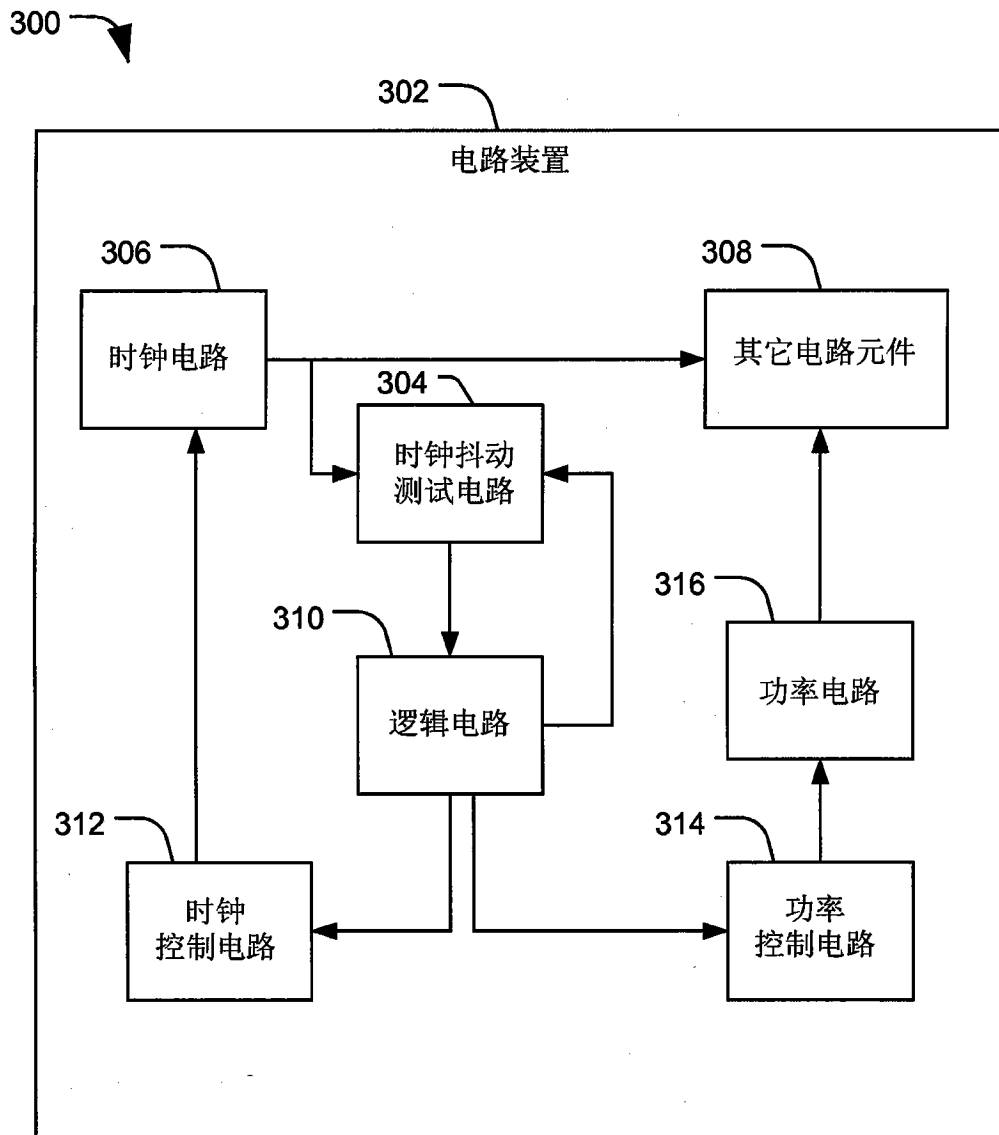 300
302
电路装置
306
308
时钟电路
其它电路元件
304
时钟抖动
测试电路
316
310
功率电路
逻辑电路
312
314
时钟
控制电路
功率
控制电路